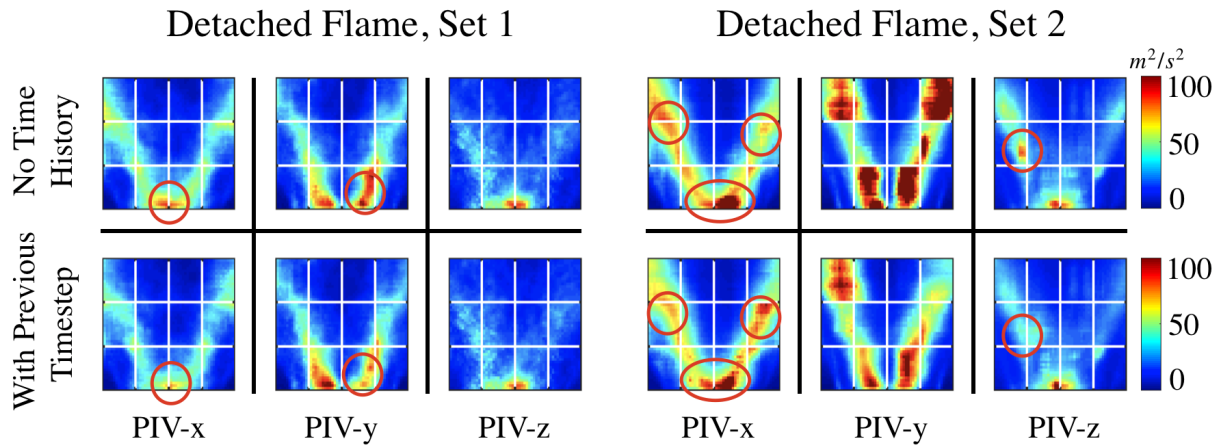 Detached Flame, Set 1
Detached Flame, Set 2
m²/s²
No Time
History
100
50
0
With Previous
Timestep
100
50
0
PIV-x
PIV-y
PIV-z
PIV-x
PIV-y
PIV-z